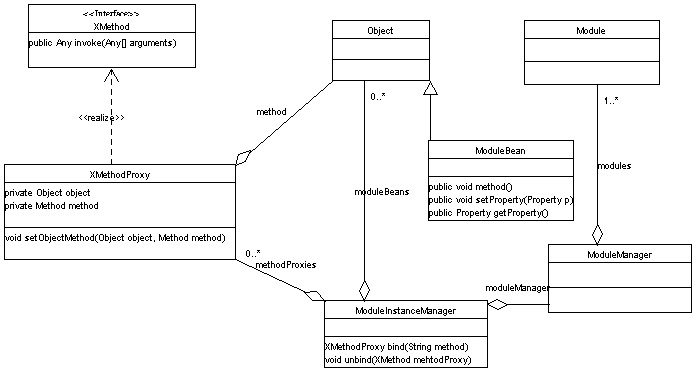 <<Interface>>
XMethod
public Any invoke(Any[] arguments)
Object
Module
0..*
1..*
method
<<realize>>
ModuleBean
public void method()
public void setProperty(Property p)
public Property getProperty()
modules
XMethodProxy
private Object object
private Method method
void setObjectMethod(Object object, Method method)
moduleBeans
0..*
methodProxies
ModuleManager
moduleManager
ModuleInstanceManager
XMethodProxy bind(String method)
void unbind(XMethod mehtodProxy)